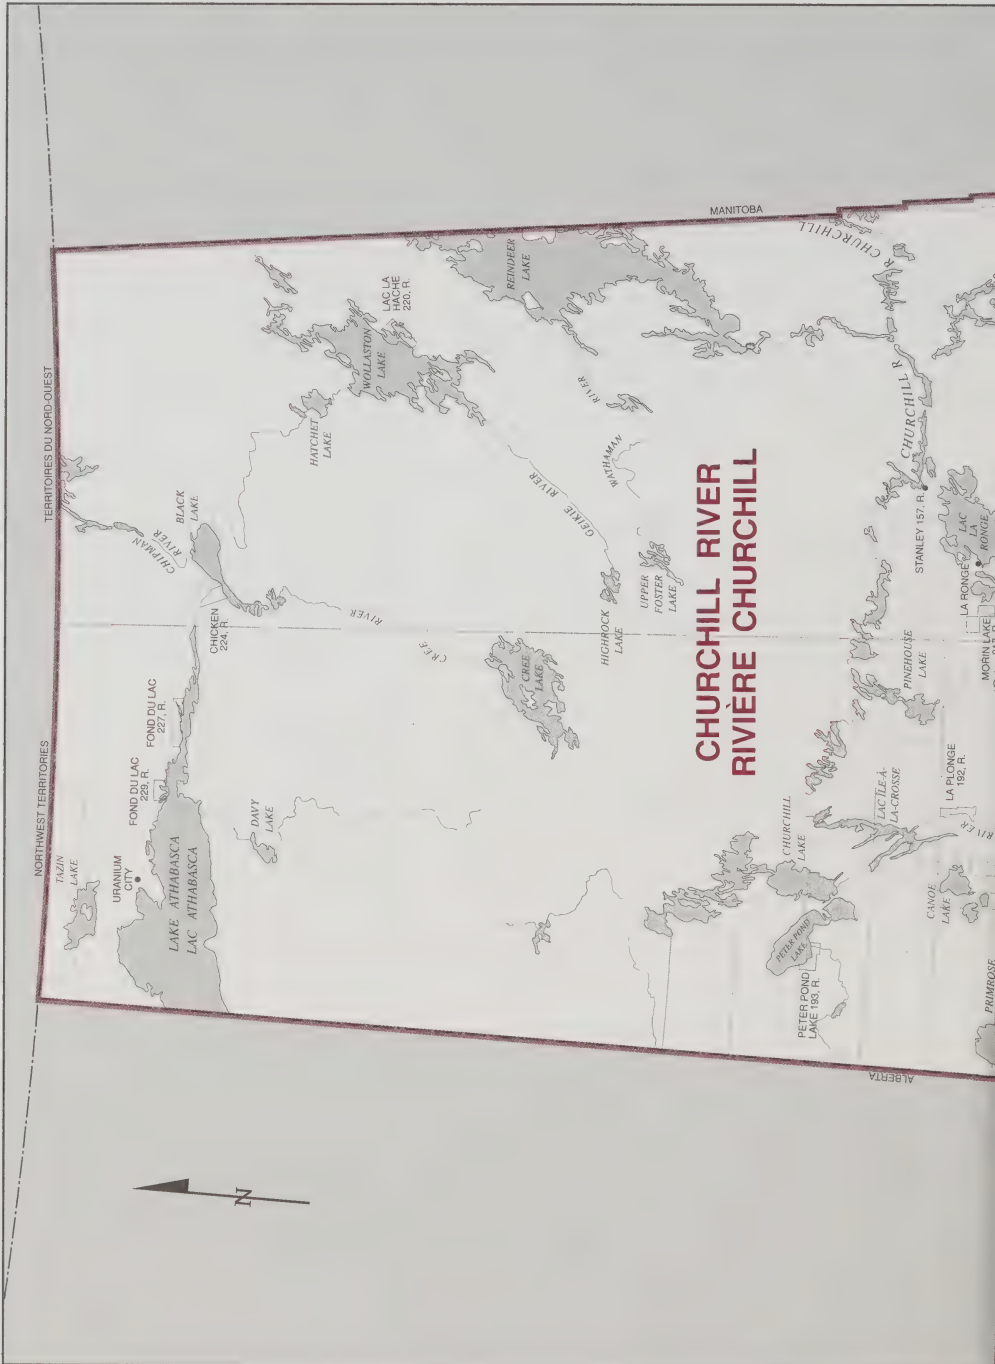 NORTHWEST TERRITORIES
TERRITOIRES DU NORD-OUEST
TAZIN
LAKE
URANIUM
CITY
FOND DU LAC
229, R.
FOND DU LAC
227, R.
LAKE ATHABASCA
LAC ATHABASCA
CHICKEN
224, R.
CHIPMAN
RIVER
BLACK
LAKE
HATCHET
LAKE
WOLLASTON
LAKE
LAC LA
HACHE
220, R.
REINDEER
LAKE
MANITOBA
DAVY
LAKE
CREE
RIVER
CREE
LAKE
HIGHROCK
LAKE
GEIKIE
RIVER
UPPER
FOSTER
LAKE
WATHAMAN
RIVER
CHURCHILL RIVER
RIVIÈRE CHURCHILL
R CHURCHILL
CHURCHILL R
STANLEY 157, R.
LAC
LA
RONGE
LA RONGE
MORIN LAKE
PINEHOUSE
LAKE
LAC ÎLE-À-
LA-CROSSE
LA PLONGE
192, R.
RIVER
CHURCHILL
LAKE
PETER POND
LAKE
PETER POND
LAKE 193, R.
CANOE
LAKE
PRIMROSE
ALBERTA
N